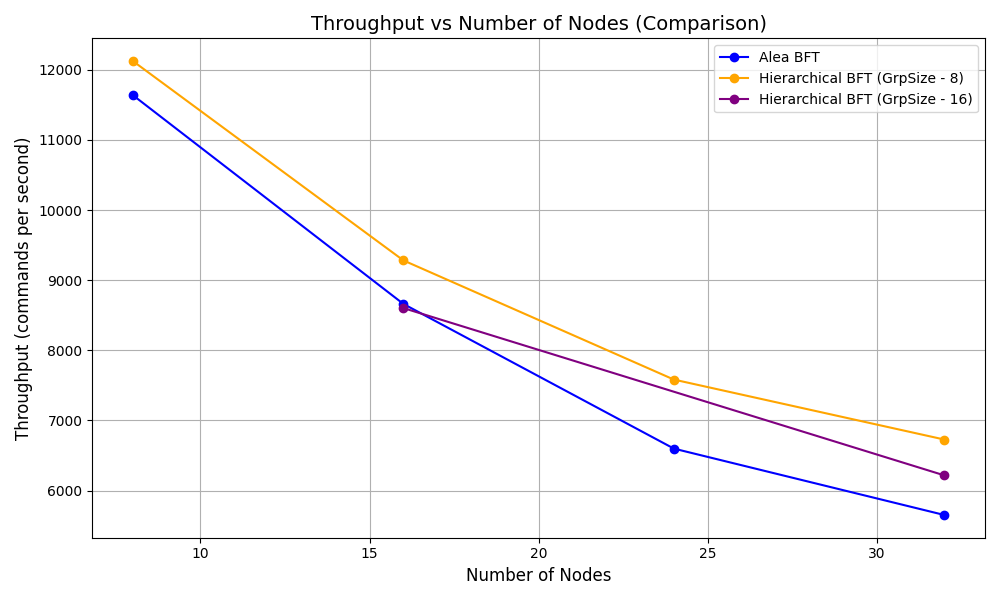 Throughput vs Number of Nodes (Comparison)
Alea BFT
Hierarchical BFT (GrpSize - 8)
Hierarchical BFT (GrpSize - 16)
Throughput (commands per second)
12000
11000
10000
9000
8000
7000
6000
10
15
20
25
30
Number of Nodes